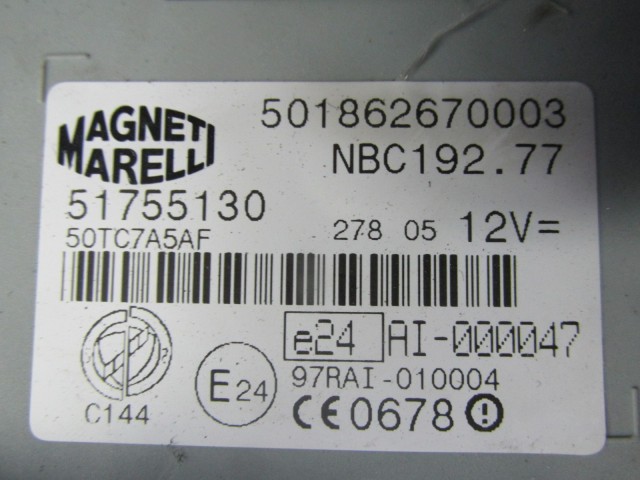 MAGNETI
MARELLI
501862670003
NBC192.77
51755130
50TC7A5AF
278 05 12V=
e24 AI-000047
E24
97RAI-010004
C144
CE0678